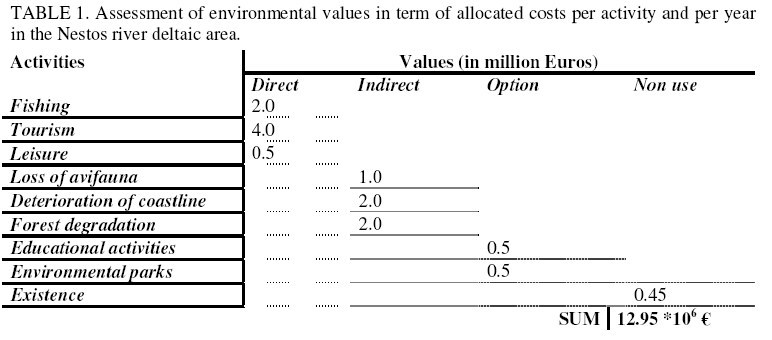 TABLE 1. Assessment of environmental values in term of allocated costs per activity and per year
in the Nestos river deltaic area.
Activities Values (in million Euros)
Direct Indirect Option Non use
Fishing 2.0
Tourism 4.0
Leisure 0.5
Loss of avifauna 1.0
Deterioration of coastline 2.0
Forest degradation 2.0
Educational activities 0.5
Environmental parks 0.5
Existence 0.45
SUM 12.95 *10⁶ €